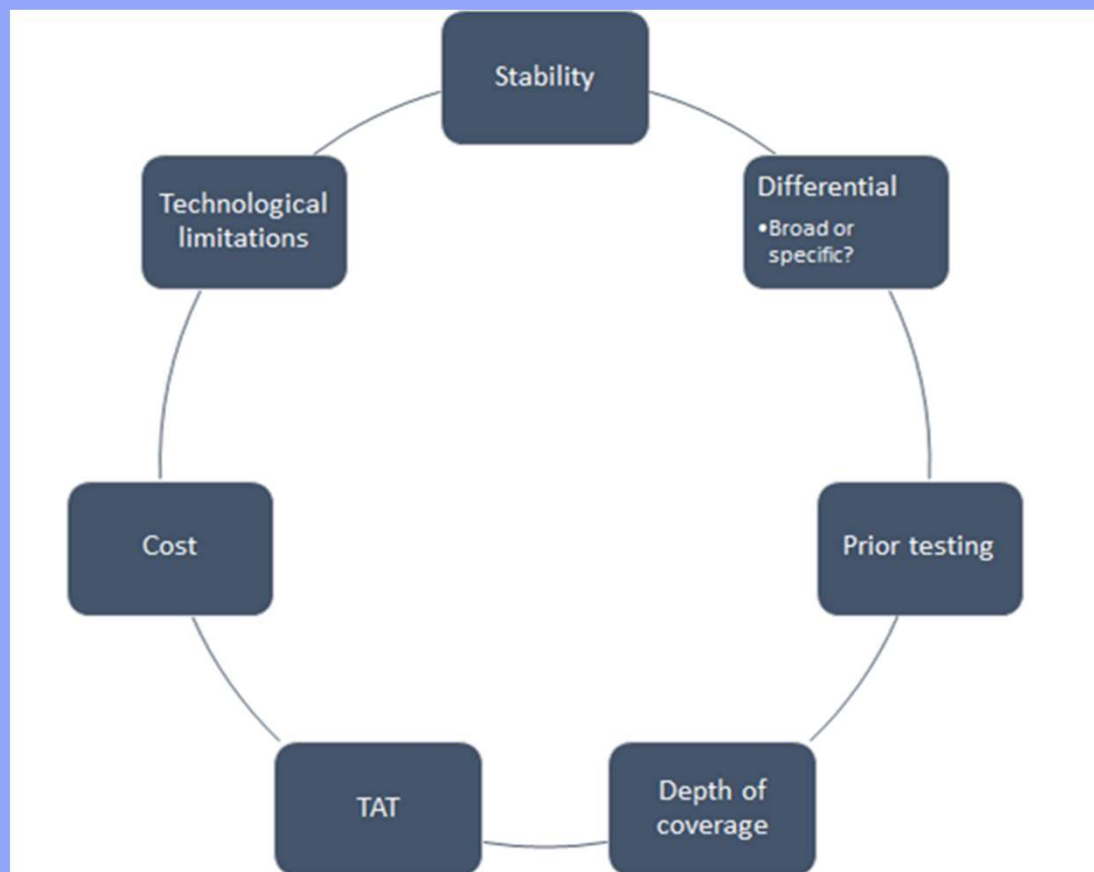 Stability
Differential
•Broad or
specific?
Prior testing
Depth of
coverage
TAT
Cost
Technological
limitations